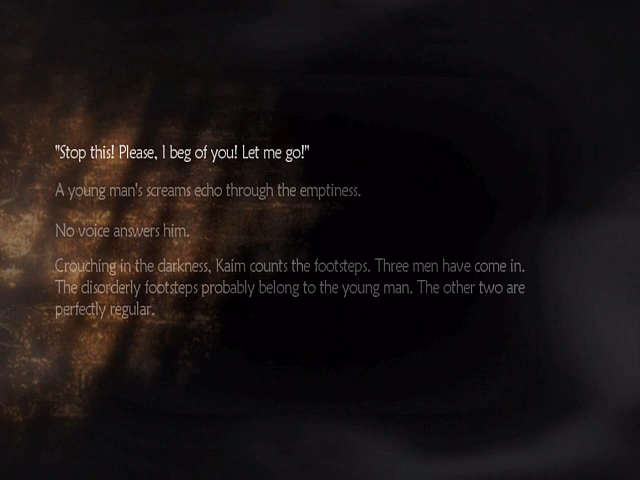 "Stop this! Please, I beg of you! Let me go!"
A young man's screams echo through the emptiness.
No voice answers him.
Crouching in the darkness, Kaim counts the footsteps. Three men have come in.
The disorderly footsteps probably belong to the young man. The other two are
perfectly regular.